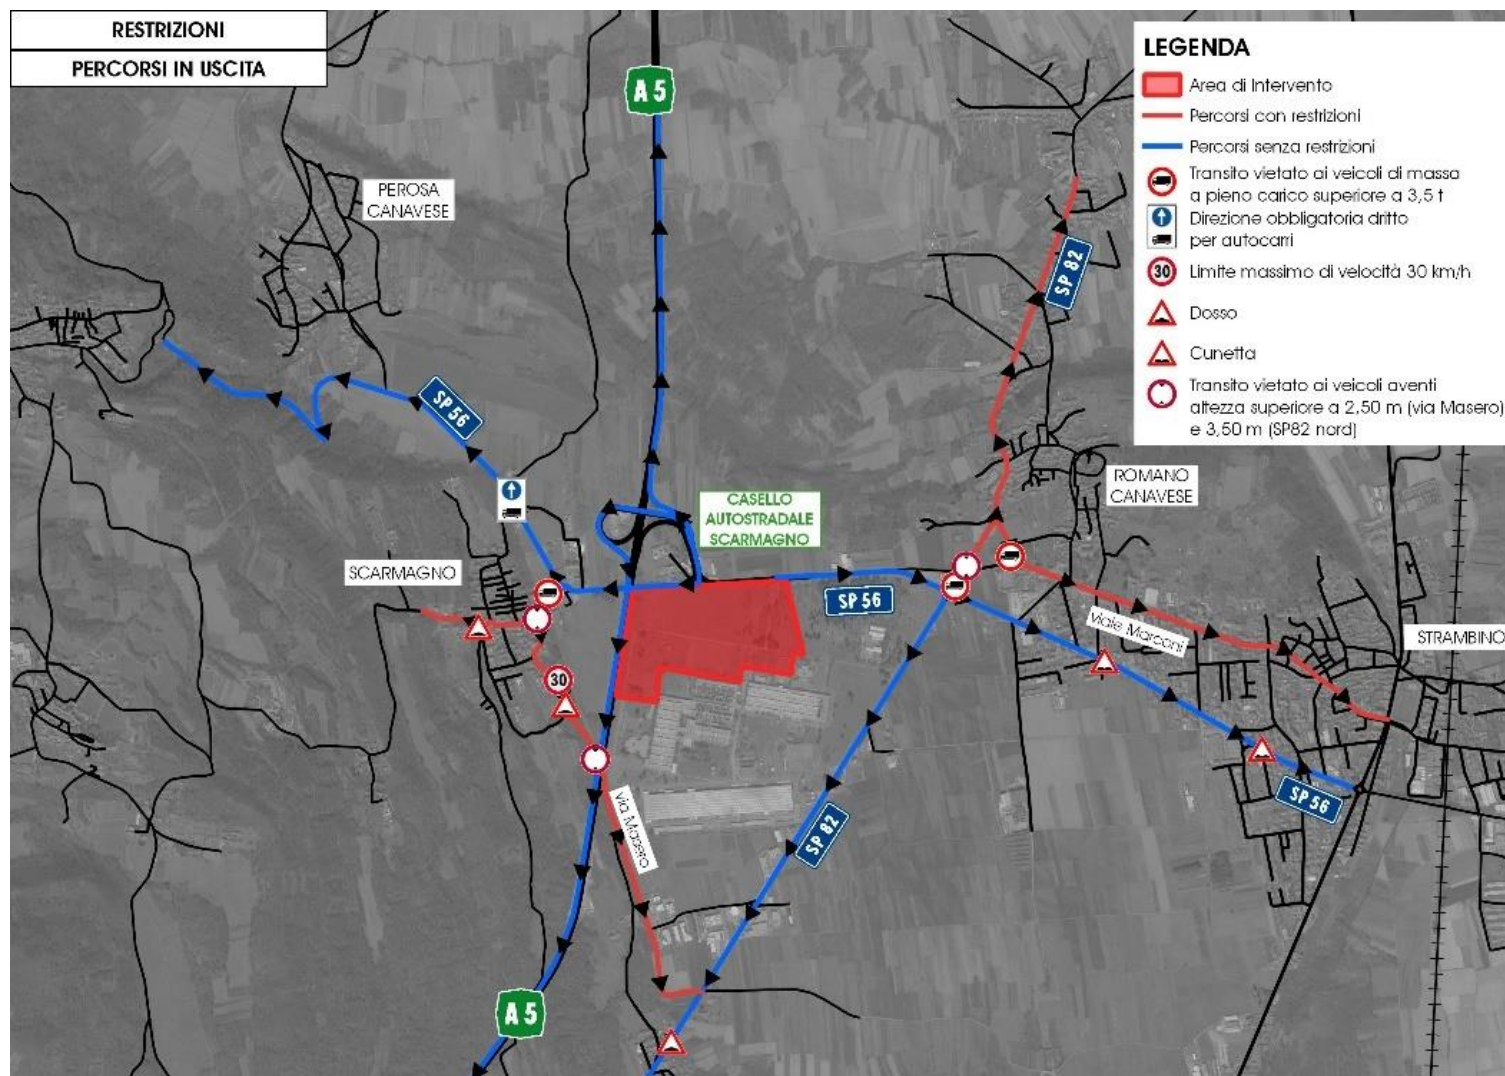 RESTRIZIONI
PERCORSI IN USCITA
A 5
LEGENDA
Area di Intervento
Percorsi con restrizioni
Percorsi senza restrizioni
Transito vietato ai veicoli di massa
a pieno carico superiore a 3,5 t
Direzione obbligatoria dritto
per autocarri
30
Limite massimo di velocità 30 km/h
Dosso
Cunetta
Transito vietato ai veicoli aventi
altezza superiore a 2,50 m (via Masero)
e 3,50 m (SP82 nord)
PEROSA
CANAVESE
SP 82
SP 56
ROMANO
CANAVESE
CASELLO
AUTOSTRADALE
SCARMAGNO
SCARMAGNO
SP 56
Viale Marconi
STRAMBINO
30
Via Masero
SP 82
SP 56
A 5